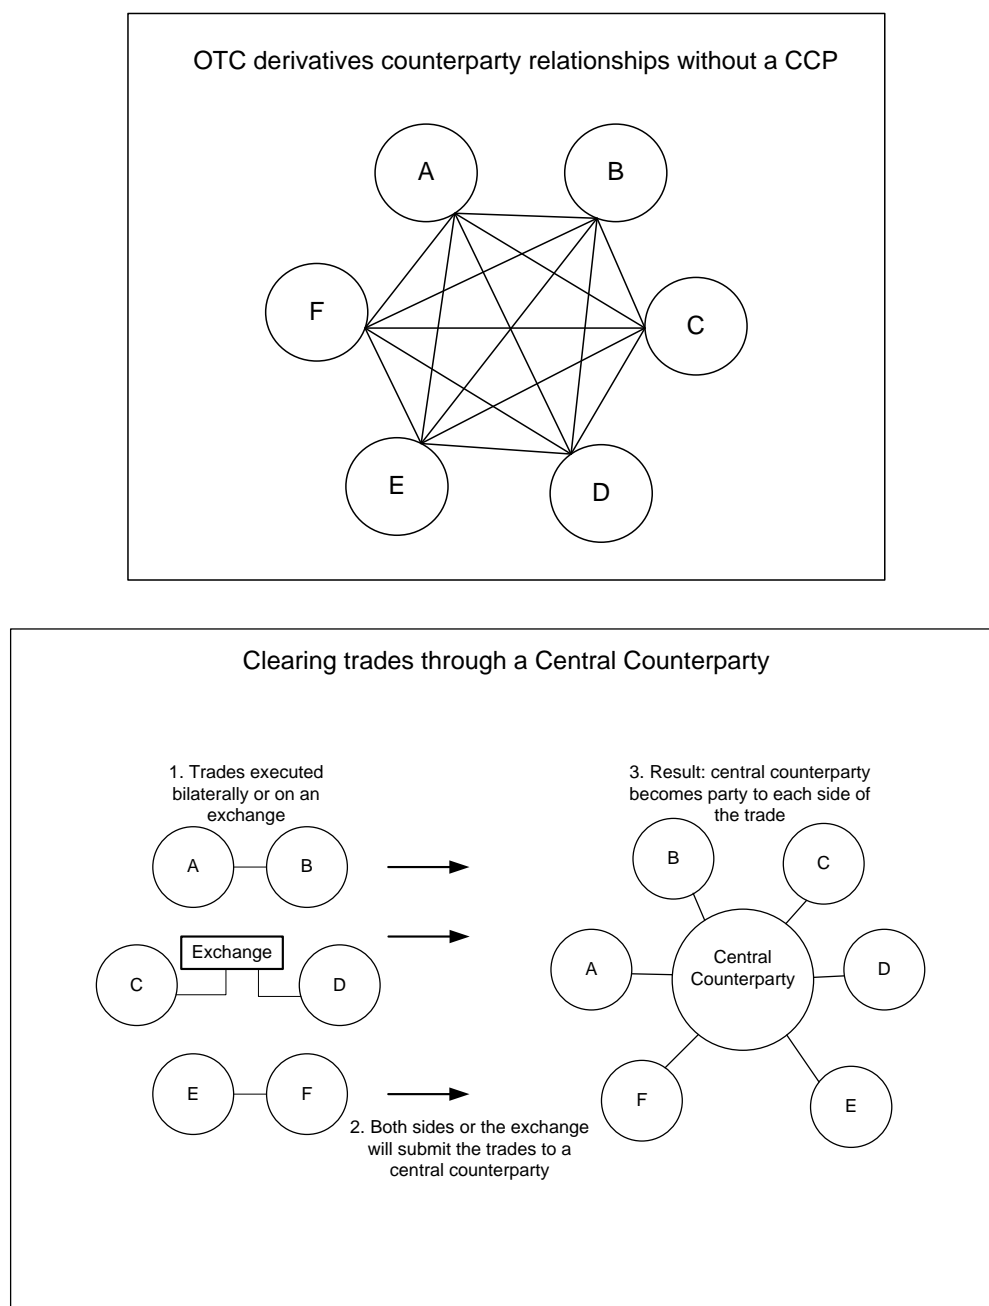 OTC derivatives counterparty relationships without a CCP
A
B
F
C
E
D
Clearing trades through a Central Counterparty
1. Trades executed
bilaterally or on an
exchange
3. Result: central counterparty
becomes party to each side of
the trade
A
B
B
C
Exchange
C
D
A
Central
Counterparty
D
E
F
F
E
2. Both sides or the exchange
will submit the trades to a
central counterparty